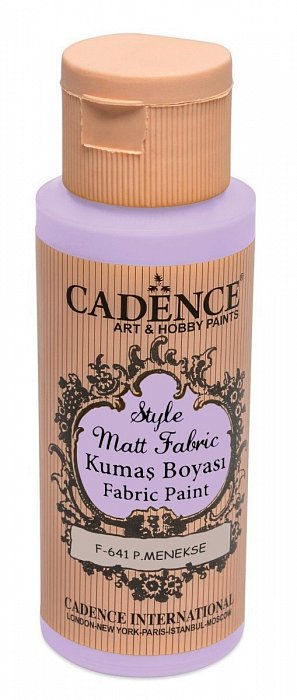 CADENCE®
ART & HOBBY PAINTS
Style
Matt Fabric
Kumaş Boyası
Fabric Paint
F-641 P.MENEKSE
CADENCE INTERNATIONAL
LONDON-NEW YORK-PARIS-ISTANBUL-MOSCOW